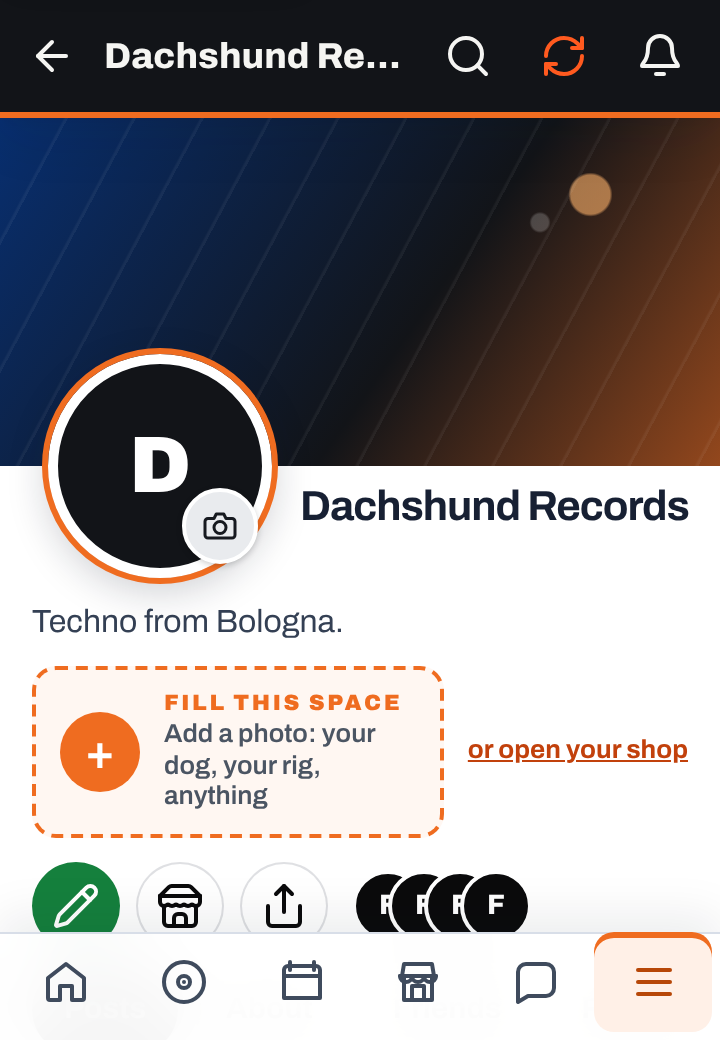 Dachshund Re...
D
Dachshund Records
Techno from Bologna.
FILL THIS SPACE
Add a photo: your
dog, your rig,
anything
or open your shop
F